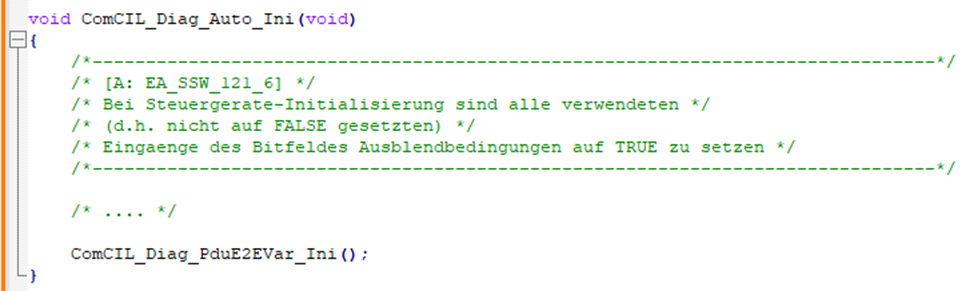 void ComCIL_Diag_Auto_Ini(void)
{
/*------------------------------------------------------------------------------*/
/* [A: EA_SSW_121_6] */
/* Bei Steuergerate-Initialisierung sind alle verwendeten */
/* (d.h. nicht auf FALSE gesetzten) */
/* Eingaenge des Bitfeldes Ausblendbedingungen auf TRUE zu setzen */
/*------------------------------------------------------------------------------*/
/* .... */
ComCIL_Diag_PduE2EVar_Ini();
}